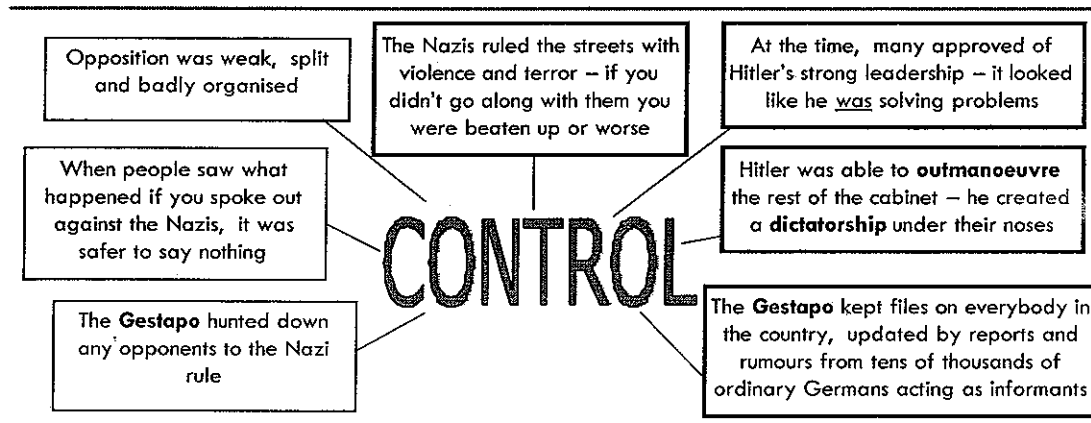 Opposition was weak, split
and badly organised
The Nazis ruled the streets with
violence and terror – if you
didn't go along with them you
were beaten up or worse
At the time, many approved of
Hitler's strong leadership – it looked
like he was solving problems
When people saw what
happened if you spoke out
against the Nazis, it was
safer to say nothing
Hitler was able to outmanoeuvre
the rest of the cabinet – he created
a dictatorship under their noses
CONTROL
The Gestapo hunted down
any opponents to the Nazi
rule
The Gestapo kept files on everybody in
the country, updated by reports and
rumours from tens of thousands of
ordinary Germans acting as informants